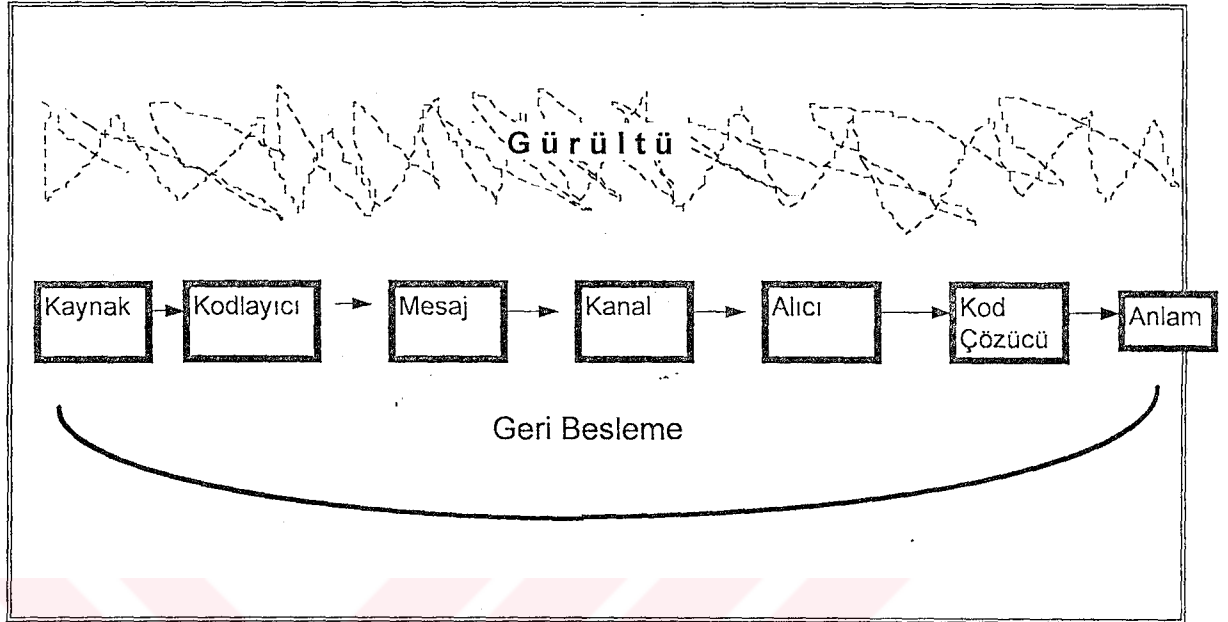 Gürültü
Kaynak
Kodlayıcı
Mesaj
Kanal
Alıcı
Kod
Çözücü
Anlam
Geri Besleme